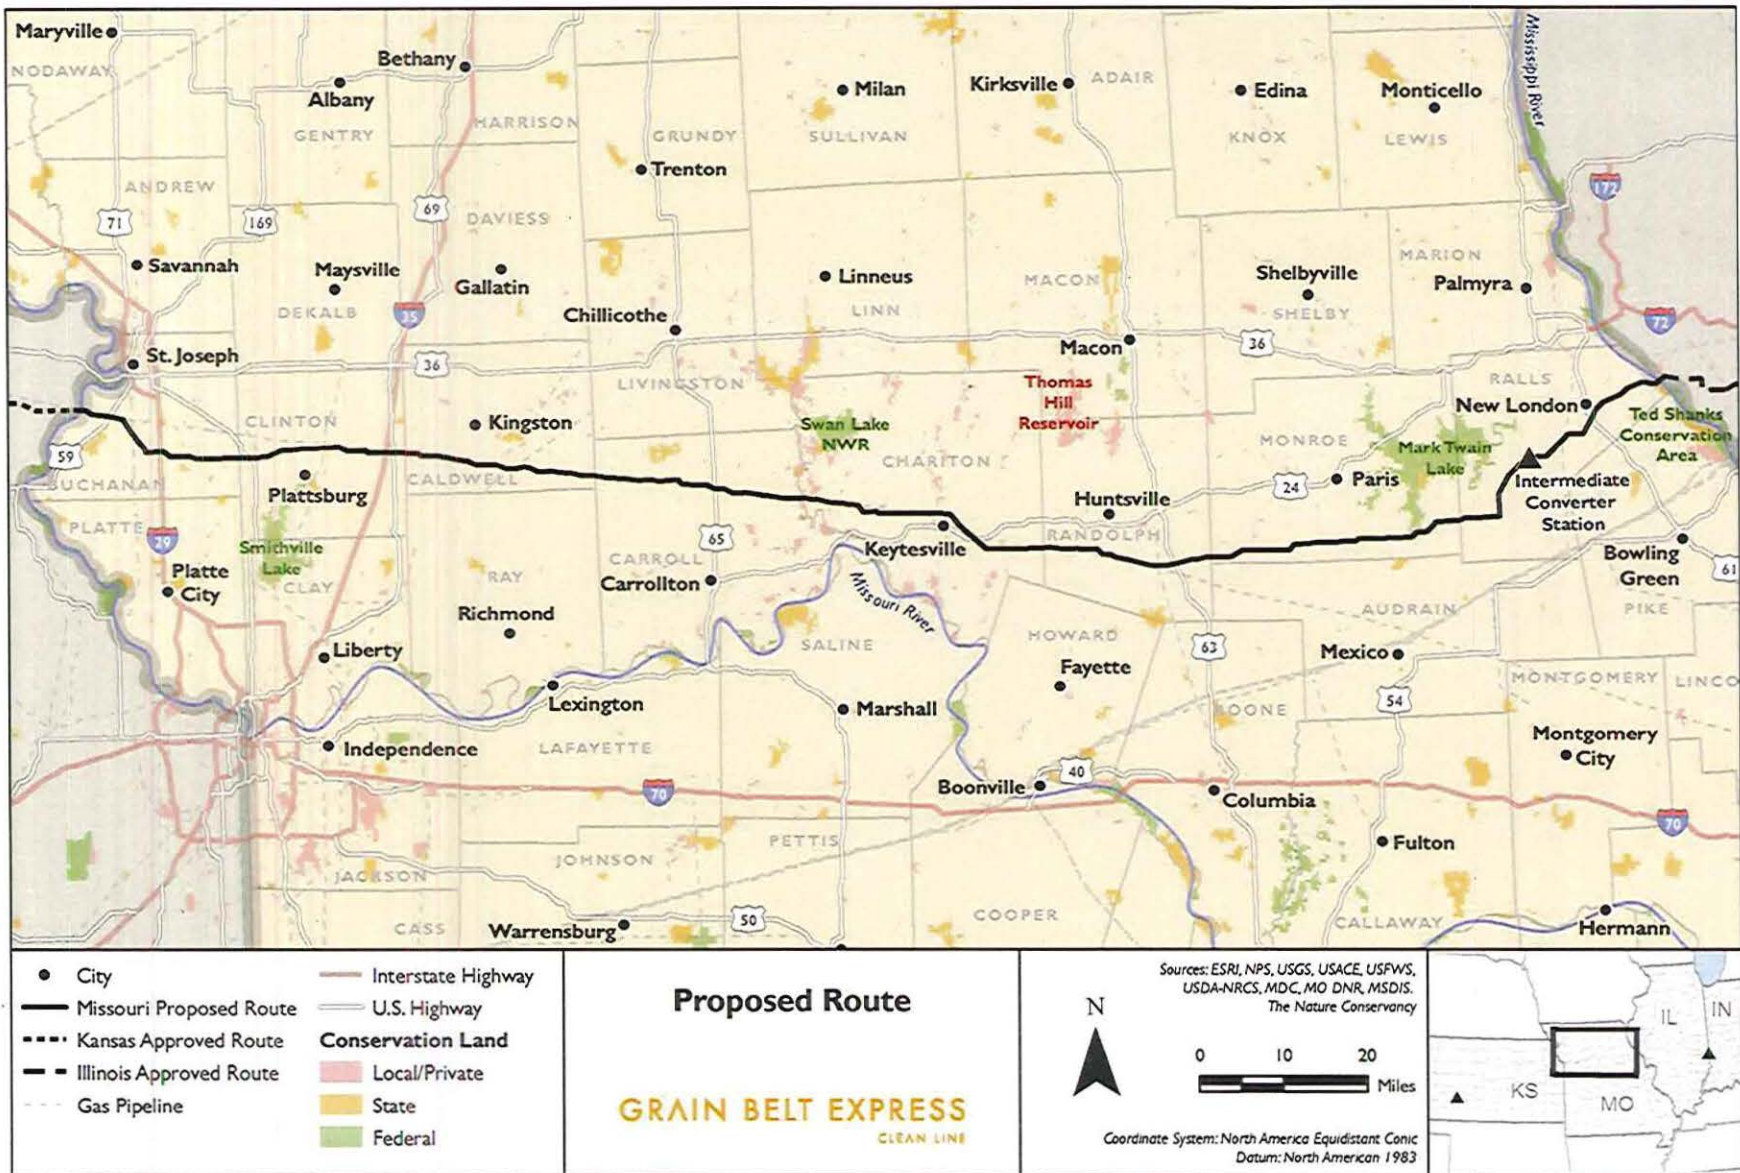 Maryville
NODAWAY
Bethany
Albany
GENTRY
HARRISON
Milan
SULLIVAN
GRUNDY
Trenton
Kirksville
ADAIR
Edina
KNOX
Monticello
LEWIS
Mississippi River
172
ANDREW
71
169
69
DAVIESS
Savannah
Maysville
DEKALB
Gallatin
35
Chillicothe
Linneus
LINN
MACON
Shelbyville
SHELBY
MARION
Palmyra
72
St. Joseph
36
LIVINGSTON
Macon
36
RALLS
New London
Thomas
Hill
Reservoir
Swan Lake
NWR
CHARITON
CLINTON
Kingston
59
BUCHANAN
Plattsburg
CALDWELL
MONROE
Mark Twain
Lake
Ted Shanks
Conservation
Area
Paris
24
Huntsville
RANDOLPH
Intermediate
Converter
Station
PLATTE
29
Smithville
Lake
CLAY
Platte
City
RAY
CARROLL
65
Carrollton
Keytesville
Missouri River
Bowling
Green
61
PIKE
AUDRAIN
Richmond
Liberty
SALINE
HOWARD
Fayette
63
Mexico
MONTGOMERY
LINCO
Lexington
Marshall
BOONE
54
Independence
LAFAYETTE
70
Boonville
40
Columbia
Montgomery
City
70
Fulton
JACKSON
JOHNSON
PETTIS
CASS
Warrensburg
50
COOPER
CALLAWAY
Hermann
City
Missouri Proposed Route
Kansas Approved Route
Illinois Approved Route
Gas Pipeline
Interstate Highway
U.S. Highway
Conservation Land
Local/Private
State
Federal
Proposed Route
GRAIN BELT EXPRESS
CLEAN LINE
N
Sources: ESRI, NPS, USGS, USACE, USFWS,
USDA-NRCS, MDC, MO DNR, MSDIS.
The Nature Conservancy
0 10 20
Miles
Coordinate System: North America Equidistant Conic
Datum: North American 1983
IL
IN
KS
MO